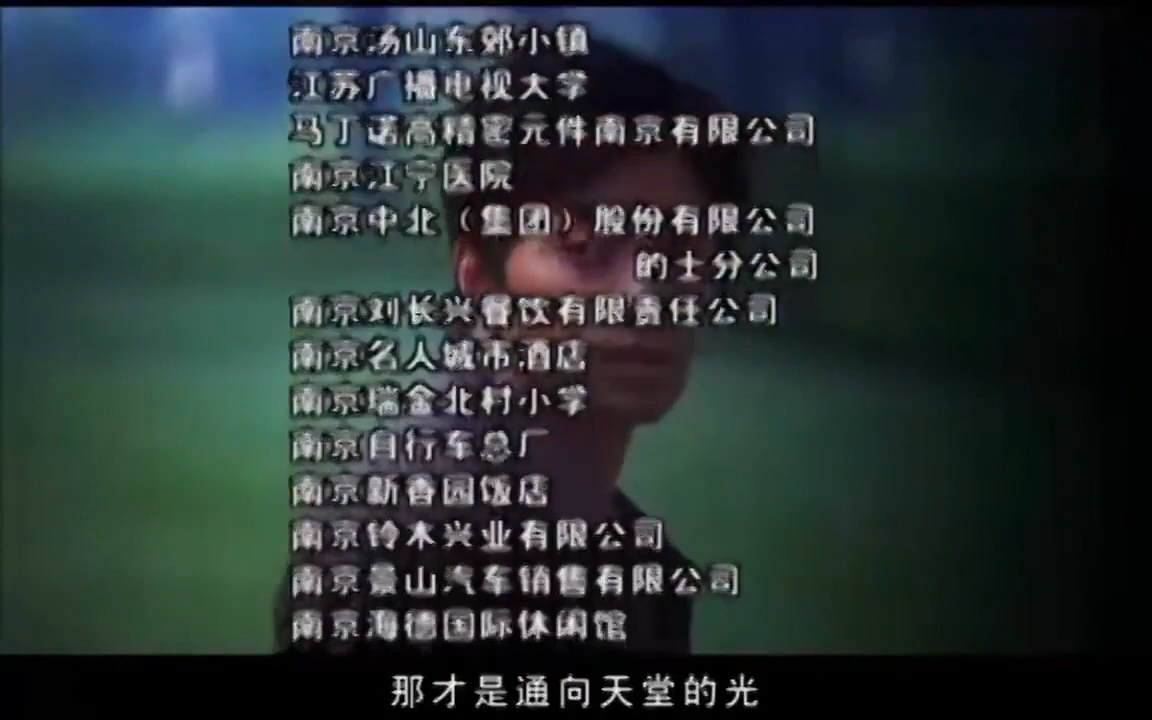 南京汤山东郊小镇
江苏广播电视大学
马丁诺高精密元件南京有限公司
南京江宁医院
南京中北（集团）股份有限公司
的士分公司
南京刘长兴餐饮有限责任公司
南京名人城市酒店
南京瑞金北村小学
南京自行车总厂
南京新香园饭店
南京铃木兴业有限公司
南京景山汽车销售有限公司
南京海德国际休闲馆
那才是通向天堂的光